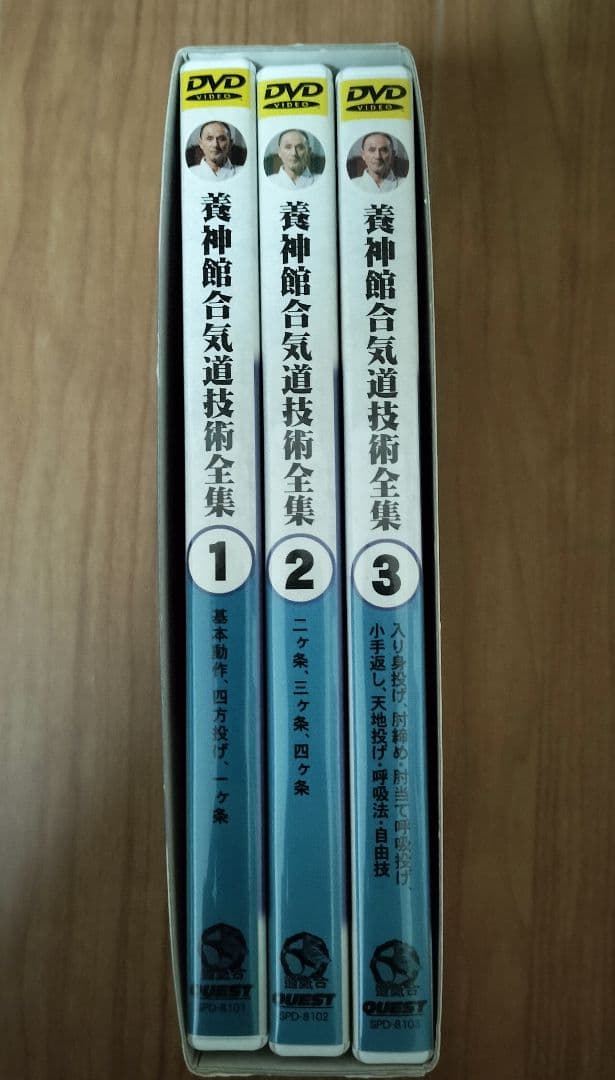 DVD
VIDEO
養神館合気道技術全集
1
基本動作、四方投げ、一ヶ条
QUEST
SPD-8101
DVD
VIDEO
養神館合気道技術全集
2
二ヶ条、三ヶ条、四ヶ条
QUEST
SPD-8102
DVD
VIDEO
養神館合気道技術全集
3
入り身投げ、肘締め・肘当て呼吸投げ、
小手返し、天地投げ・呼吸法・自由技
QUEST
SPD-8103